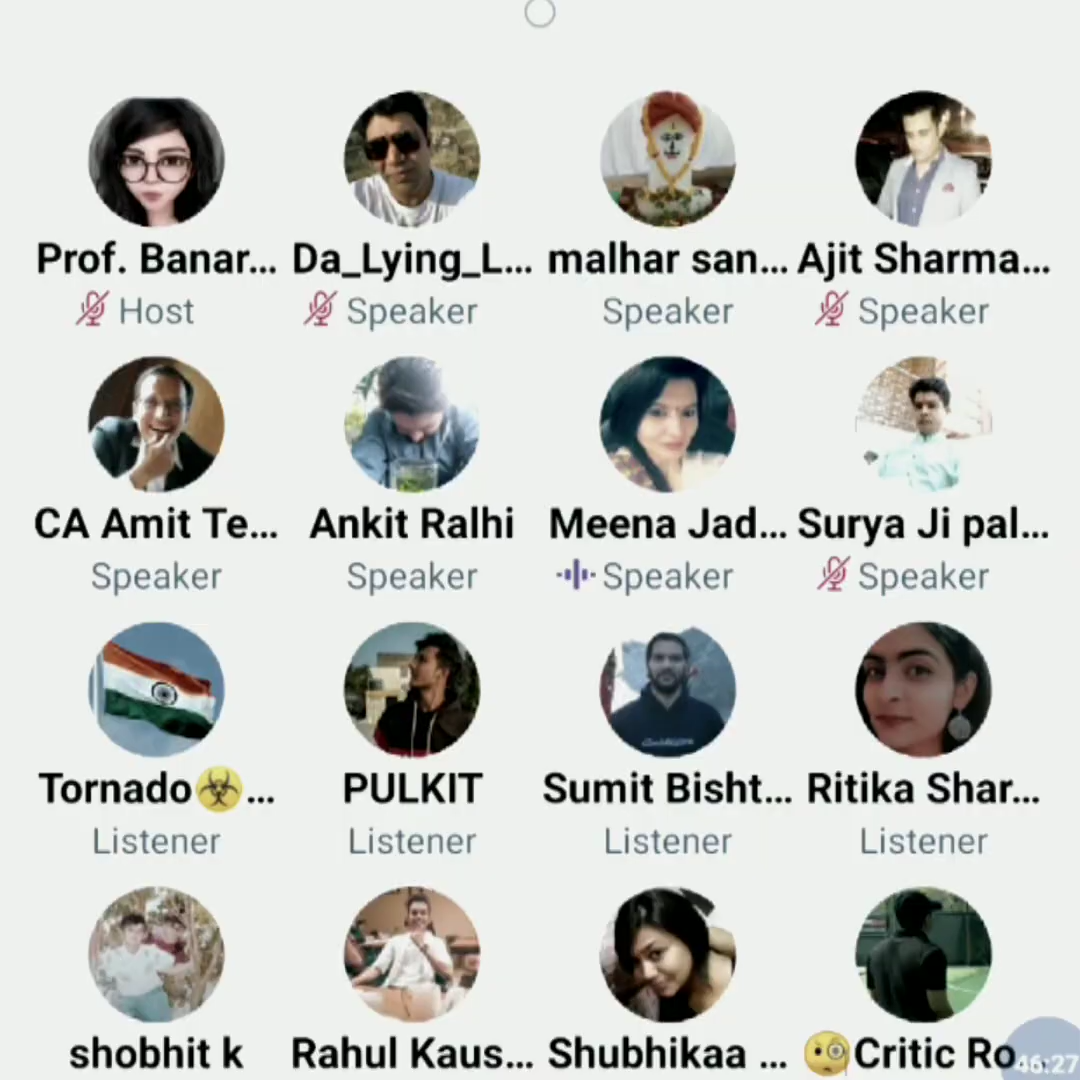 Prof. Banar... Da_Lying_L... malhar san... Ajit Sharma...
Host Speaker Speaker Speaker
CA Amit Te... Ankit Ralhi Meena Jad... Surya Ji pal...
Speaker Speaker Speaker Speaker
Tornado☣... PULKIT Sumit Bisht... Ritika Shar...
Listener Listener Listener Listener
shobhit k Rahul Kaus... Shubhikaa ... 🧐Critic Ro...
46:27